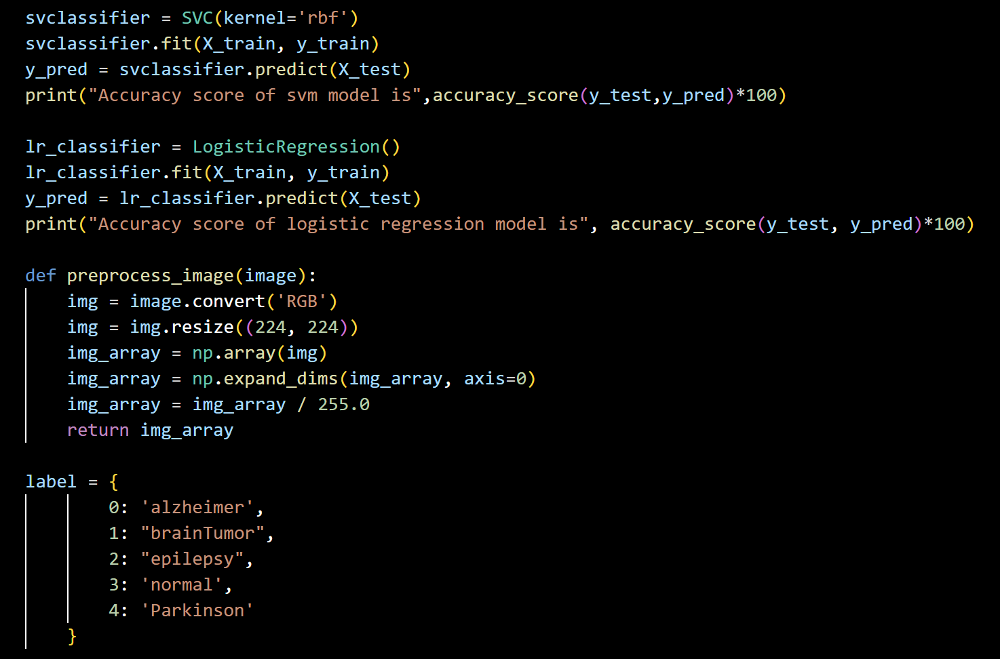 svclassifier = SVC(kernel='rbf')
svclassifier.fit(X_train, y_train)
y_pred = svclassifier.predict(X_test)
print("Accuracy score of svm model is",accuracy_score(y_test,y_pred)*100)

lr_classifier = LogisticRegression()
lr_classifier.fit(X_train, y_train)
y_pred = lr_classifier.predict(X_test)
print("Accuracy score of logistic regression model is", accuracy_score(y_test, y_pred)*100)

def preprocess_image(image):
    img = image.convert('RGB')
    img = img.resize((224, 224))
    img_array = np.array(img)
    img_array = np.expand_dims(img_array, axis=0)
    img_array = img_array / 255.0
    return img_array

label = {
        0: 'alzheimer',
        1: "brainTumor",
        2: "epilepsy",
        3: 'normal',
        4: 'Parkinson'
    }